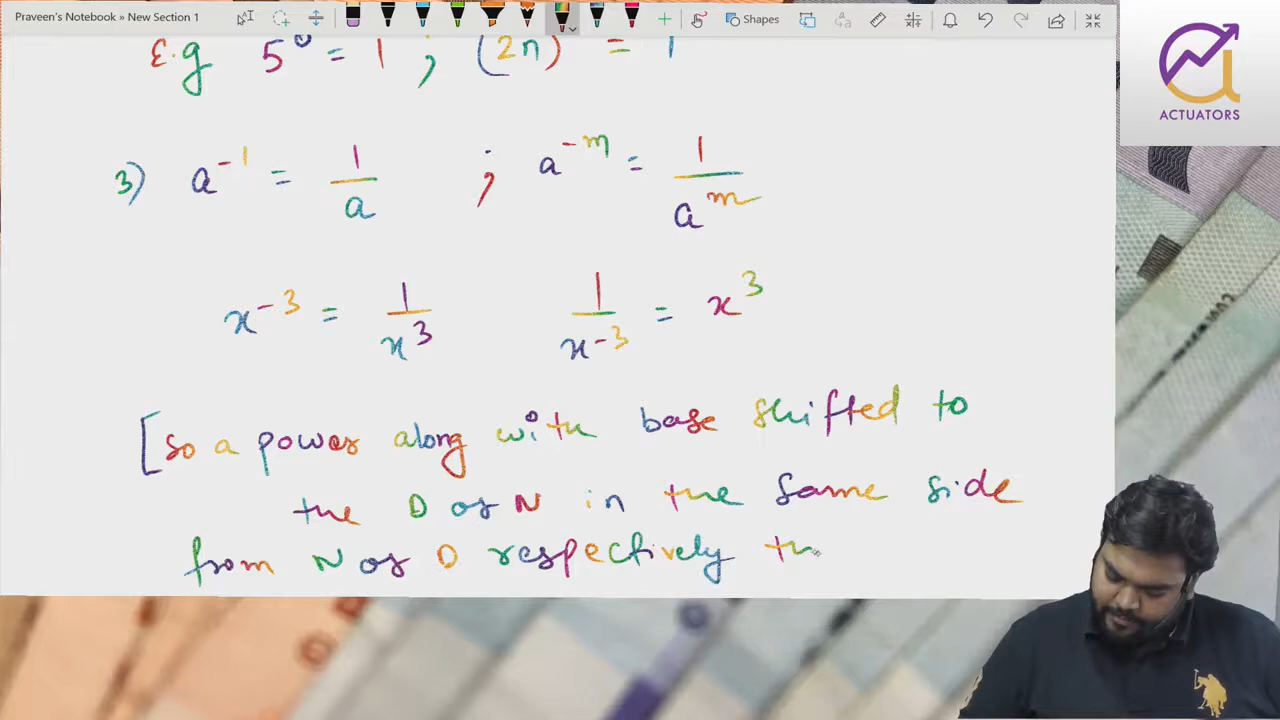 Praveen's Notebook » New Section 1
Shapes
ACTUATORS
E.g 5⁰ = 1 ; (2n) = 1
3) a⁻¹ = 1/a ; a⁻ᵐ = 1/aᵐ
x⁻³ = 1/x³ 1/x⁻³ = x³
[so a power along with base shifted to
the D or N in the same side
from N or D respectively th